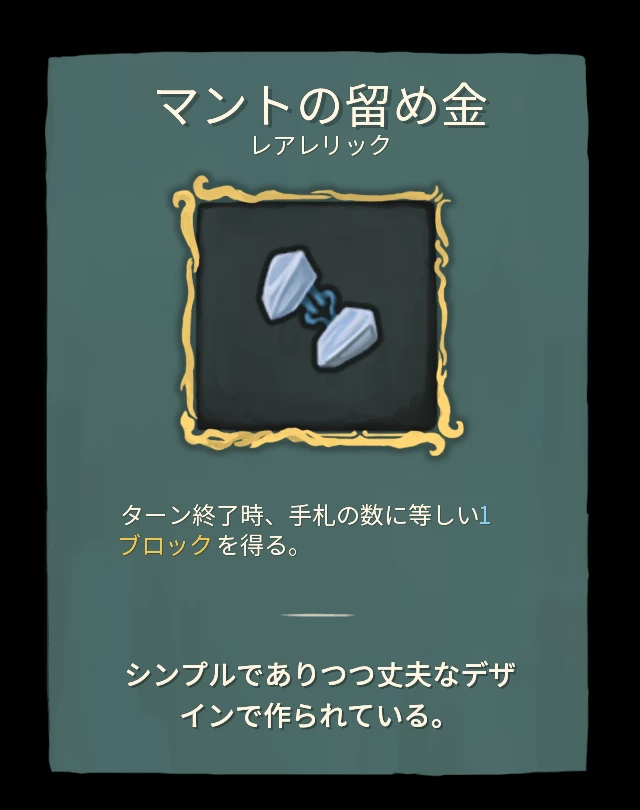 マントの留め金
レアレリック
ターン終了時、手札の数に等しい1
ブロックを得る。
シンプルでありつつ丈夫なデザ
インで作られている。